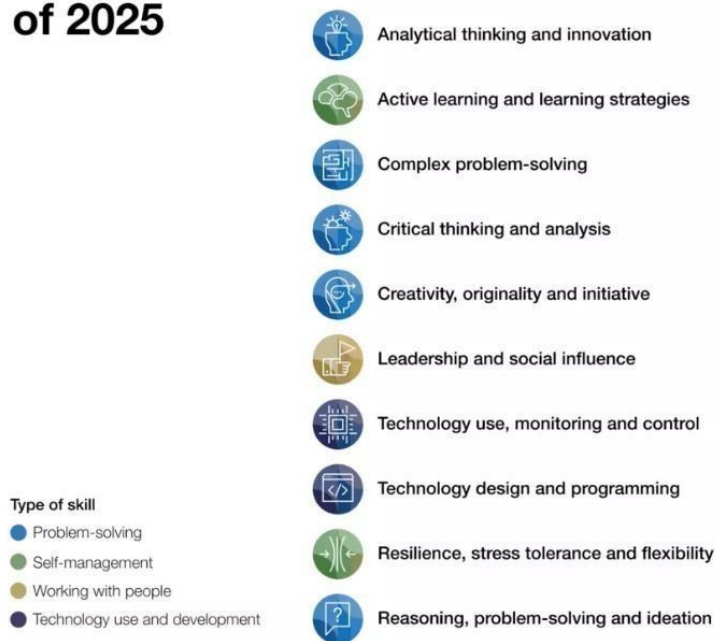 of 2025
Analytical thinking and innovation
Active learning and learning strategies
Complex problem-solving
Critical thinking and analysis
Creativity, originality and initiative
Leadership and social influence
Technology use, monitoring and control
Technology design and programming
Resilience, stress tolerance and flexibility
Reasoning, problem-solving and ideation
Type of skill
Problem-solving
Self-management
Working with people
Technology use and development